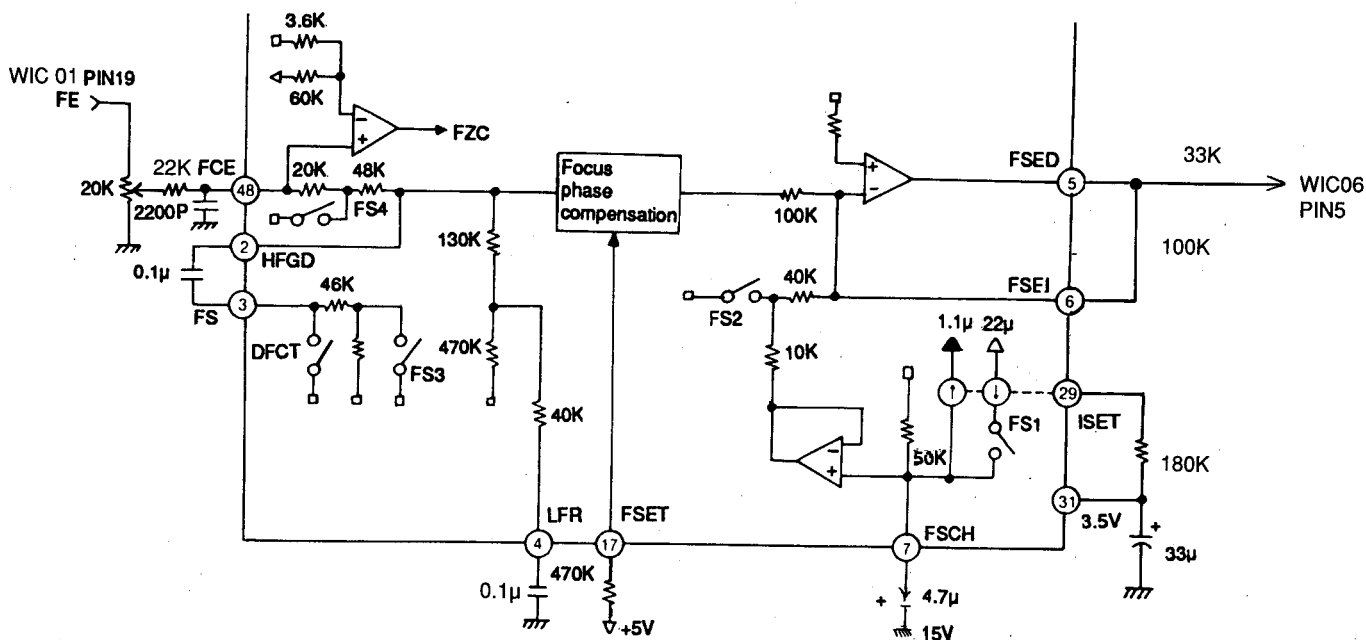 3.6K
WIC 01 PIN19
FE
60K
FZC
22K
FCE
20K
2200P
48
20K
48K
FS4
Focus
phase
compensation
100K
FSED
5
33K
WIC06
PIN5
2
HFGD
130K
100K
0.1µ
3
FS
46K
40K
FS2
FSEI
6
DFCT
FS3
470K
10K
1.1µ
22µ
40K
29
ISET
FS1
50K
180K
31
3.5V
LFR
FSET
FSCH
33µ
4
17
7
0.1µ
470K
+5V
4.7µ
15V